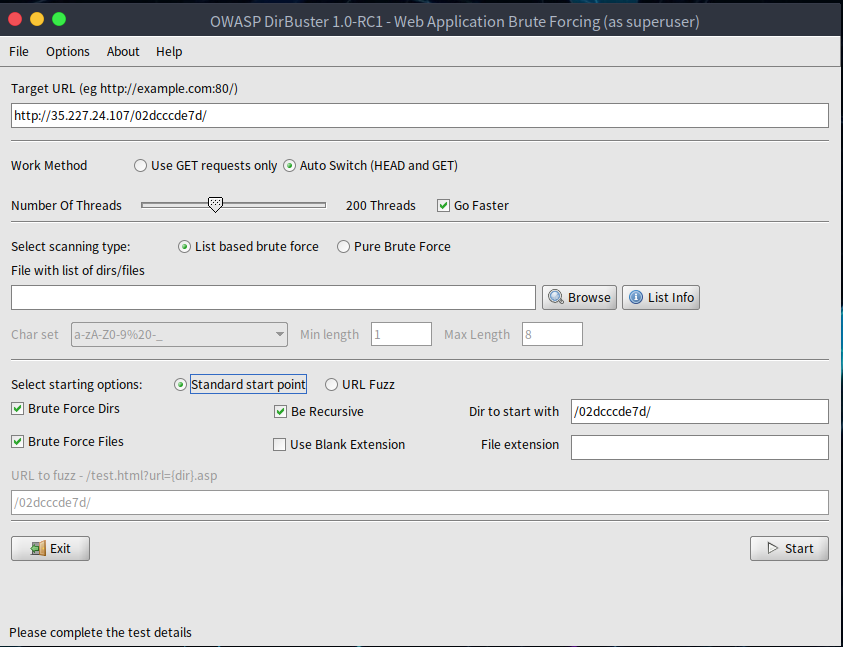 OWASP DirBuster 1.0-RC1 - Web Application Brute Forcing (as superuser)
File Options About Help
Target URL (eg http://example.com:80/)
http://35.227.24.107/02dcccde7d/
Work Method Use GET requests only Auto Switch (HEAD and GET)
Number Of Threads 200 Threads Go Faster
Select scanning type: List based brute force Pure Brute Force
File with list of dirs/files
Browse List Info
Char set a-zA-Z0-9%20-_ Min length 1 Max Length 8
Select starting options: Standard start point URL Fuzz
Brute Force Dirs Be Recursive Dir to start with /02dcccde7d/
Brute Force Files Use Blank Extension File extension
URL to fuzz - /test.html?url={dir}.asp
/02dcccde7d/
Exit Start
Please complete the test details